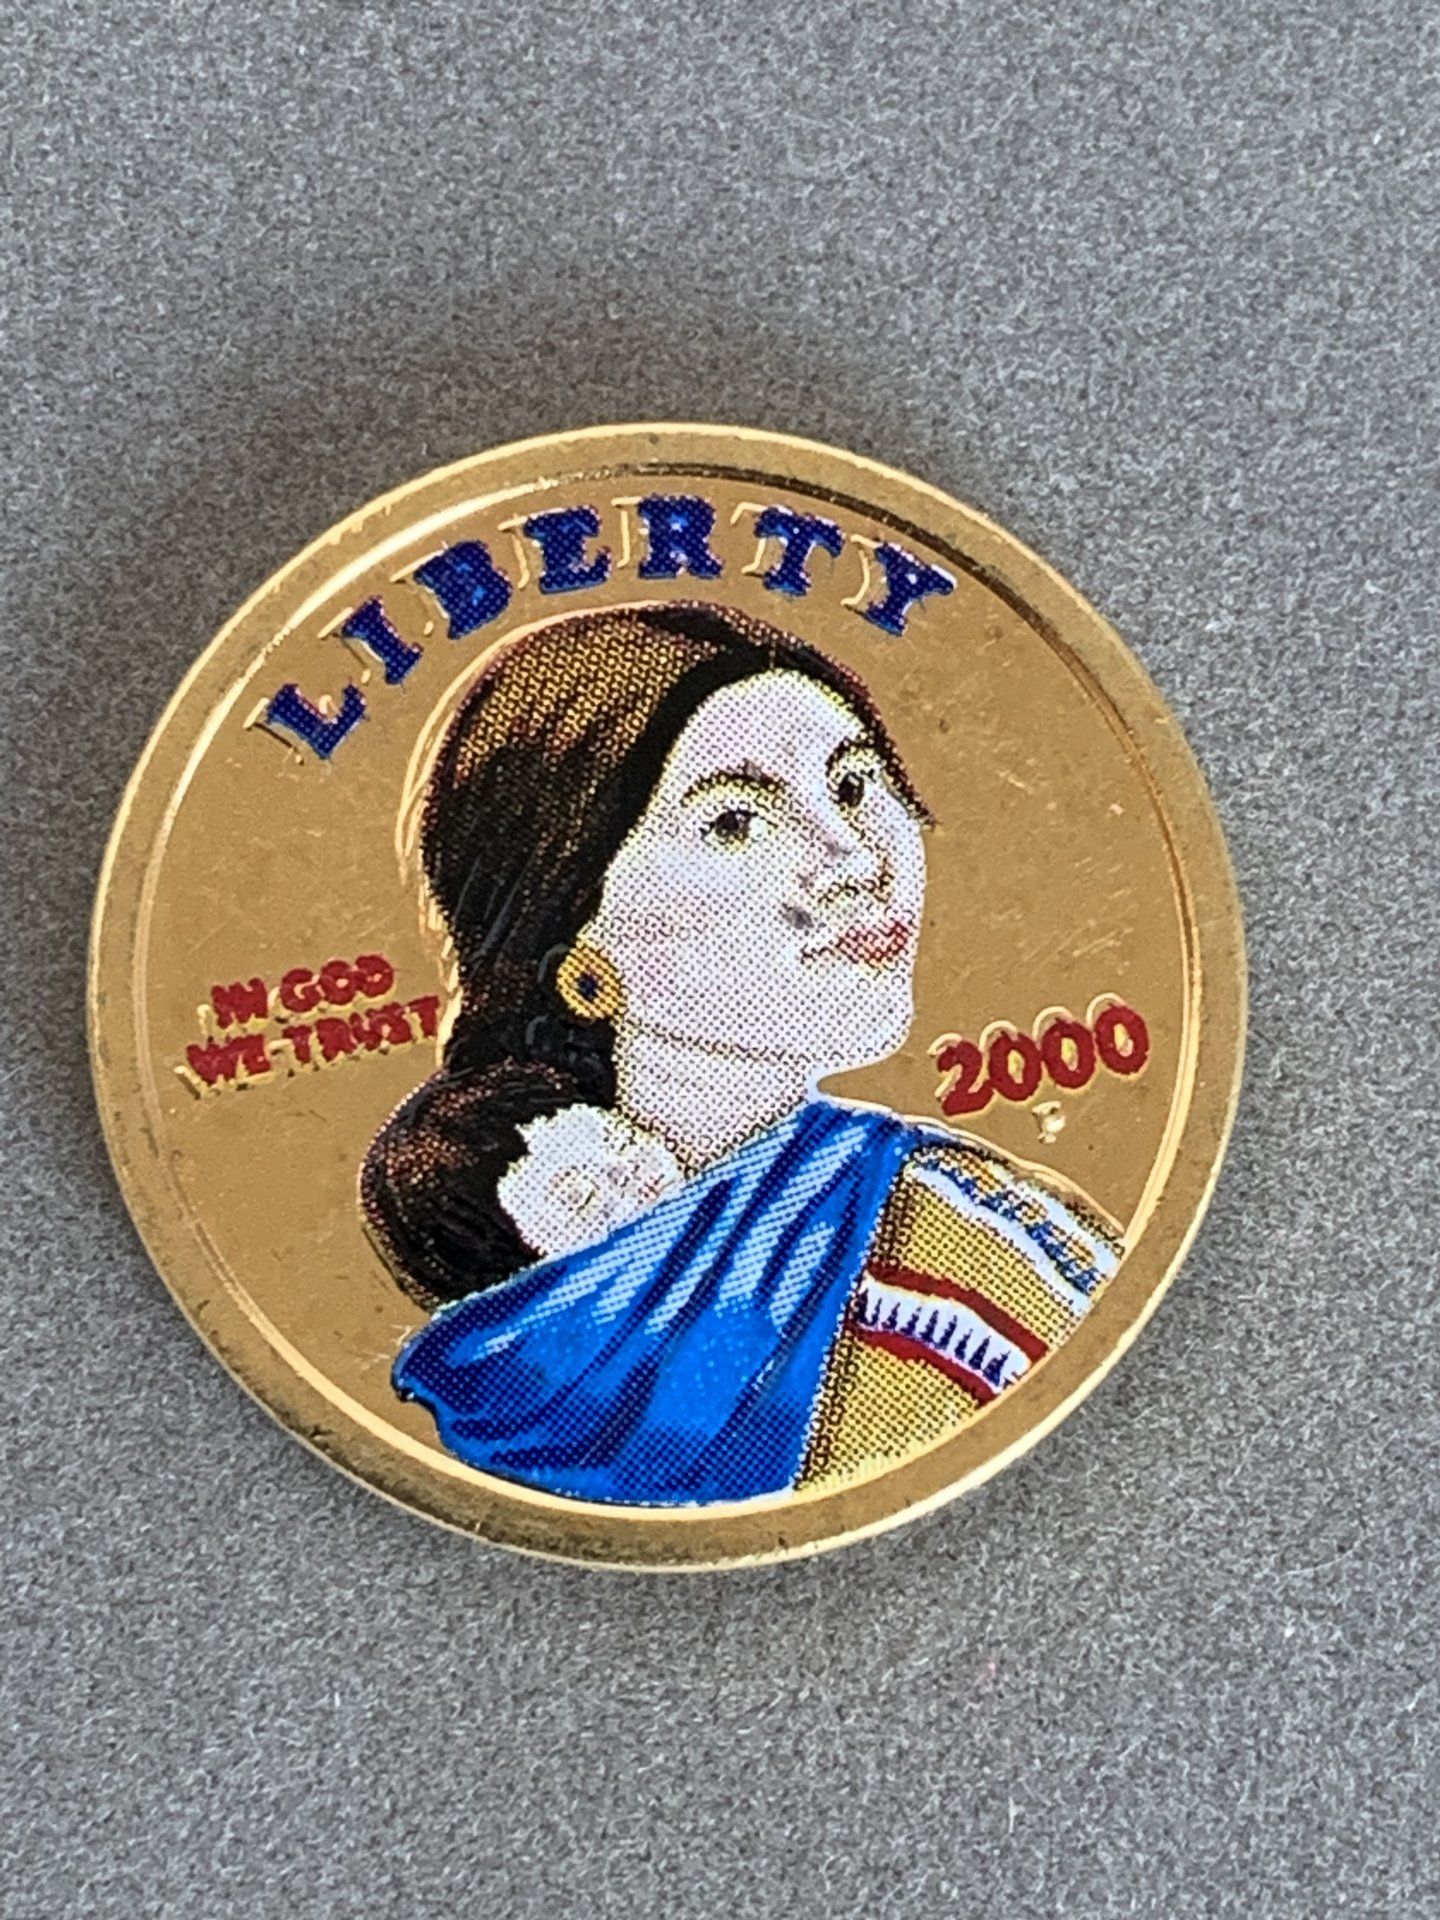 LIBERTY
IN GOD
WE TRUST
2000
P